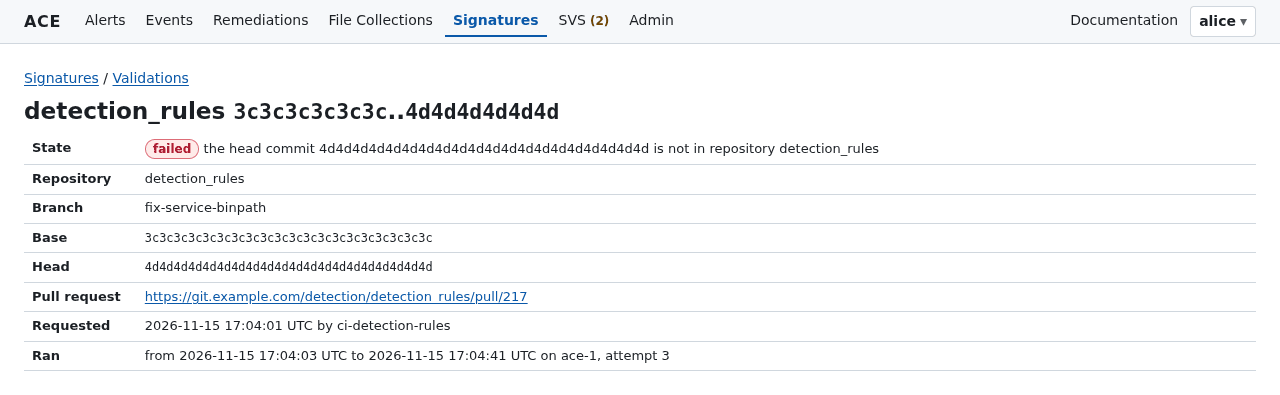 ACE Alerts Events Remediations File Collections Signatures SVS (2) Admin Documentation alice ▾
Signatures / Validations
detection_rules 3c3c3c3c3c3c..4d4d4d4d4d4d
State failed the head commit 4d4d4d4d4d4d4d4d4d4d4d4d4d4d4d4d4d4d4d4d is not in repository detection_rules
Repository detection_rules
Branch fix-service-binpath
Base 3c3c3c3c3c3c3c3c3c3c3c3c3c3c3c3c3c3c3c3c
Head 4d4d4d4d4d4d4d4d4d4d4d4d4d4d4d4d4d4d4d4d
Pull request https://git.example.com/detection/detection_rules/pull/217
Requested 2026-11-15 17:04:01 UTC by ci-detection-rules
Ran from 2026-11-15 17:04:03 UTC to 2026-11-15 17:04:41 UTC on ace-1, attempt 3